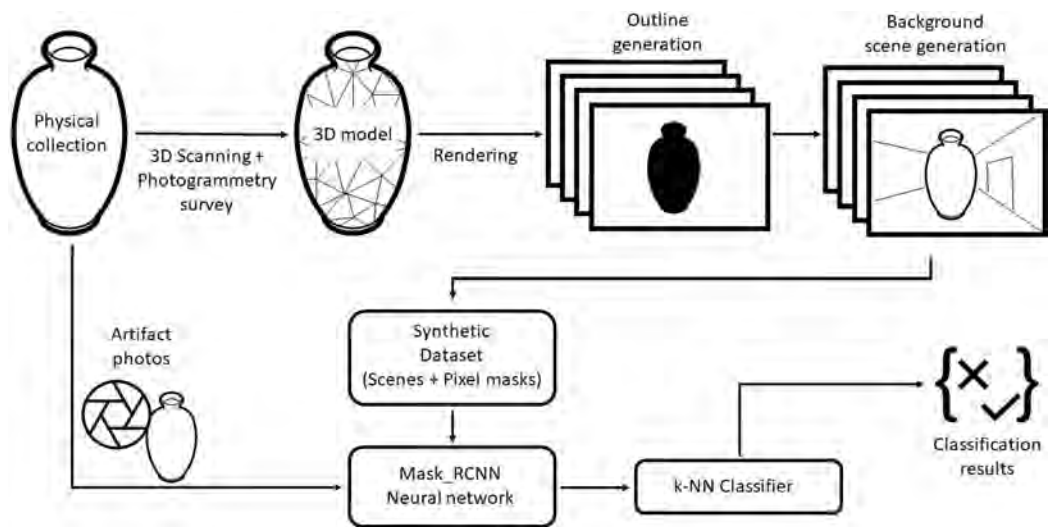 Physical
collection
3D Scanning +
Photogrammetry
survey
3D model
Rendering
Outline
generation
Background
scene generation
Artifact
photos
Synthetic
Dataset
(Scenes + Pixel masks)
Mask_RCNN
Neural network
k-NN Classifier
Classification
results